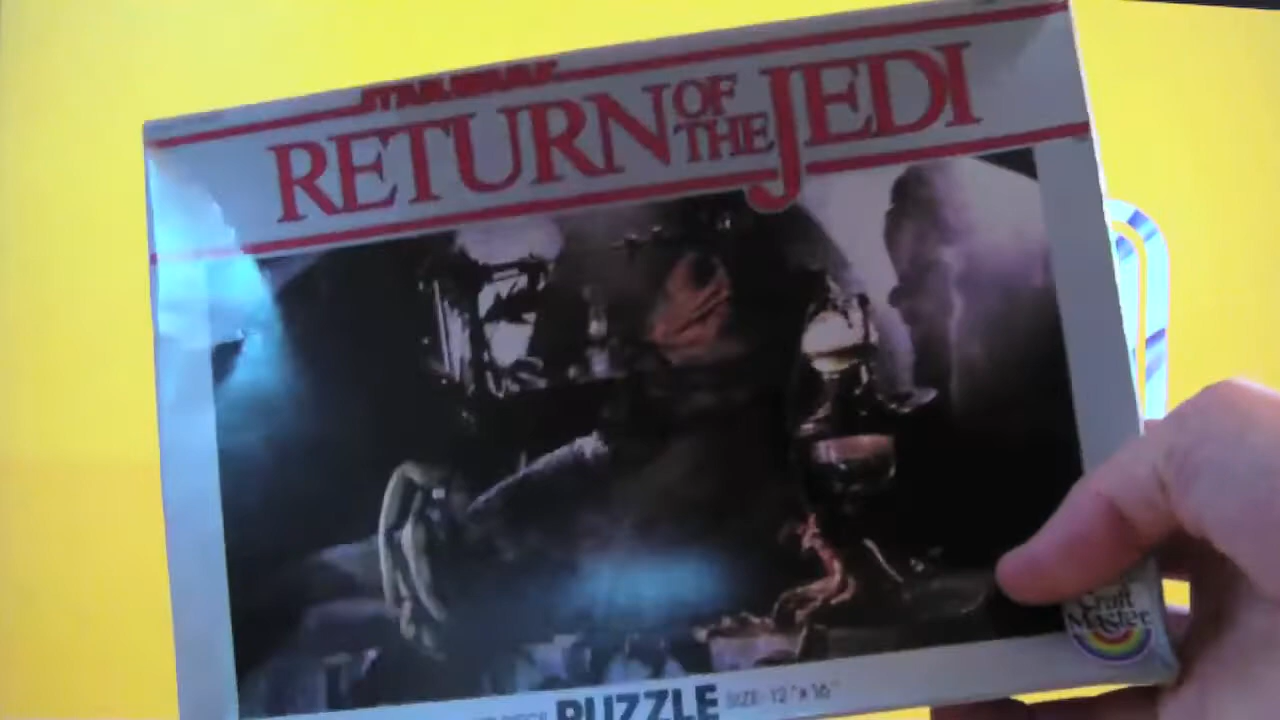 STAR WARS
RETURN OF THE JEDI
Craft Master
PUZZLE SIZE: 12" x 16"